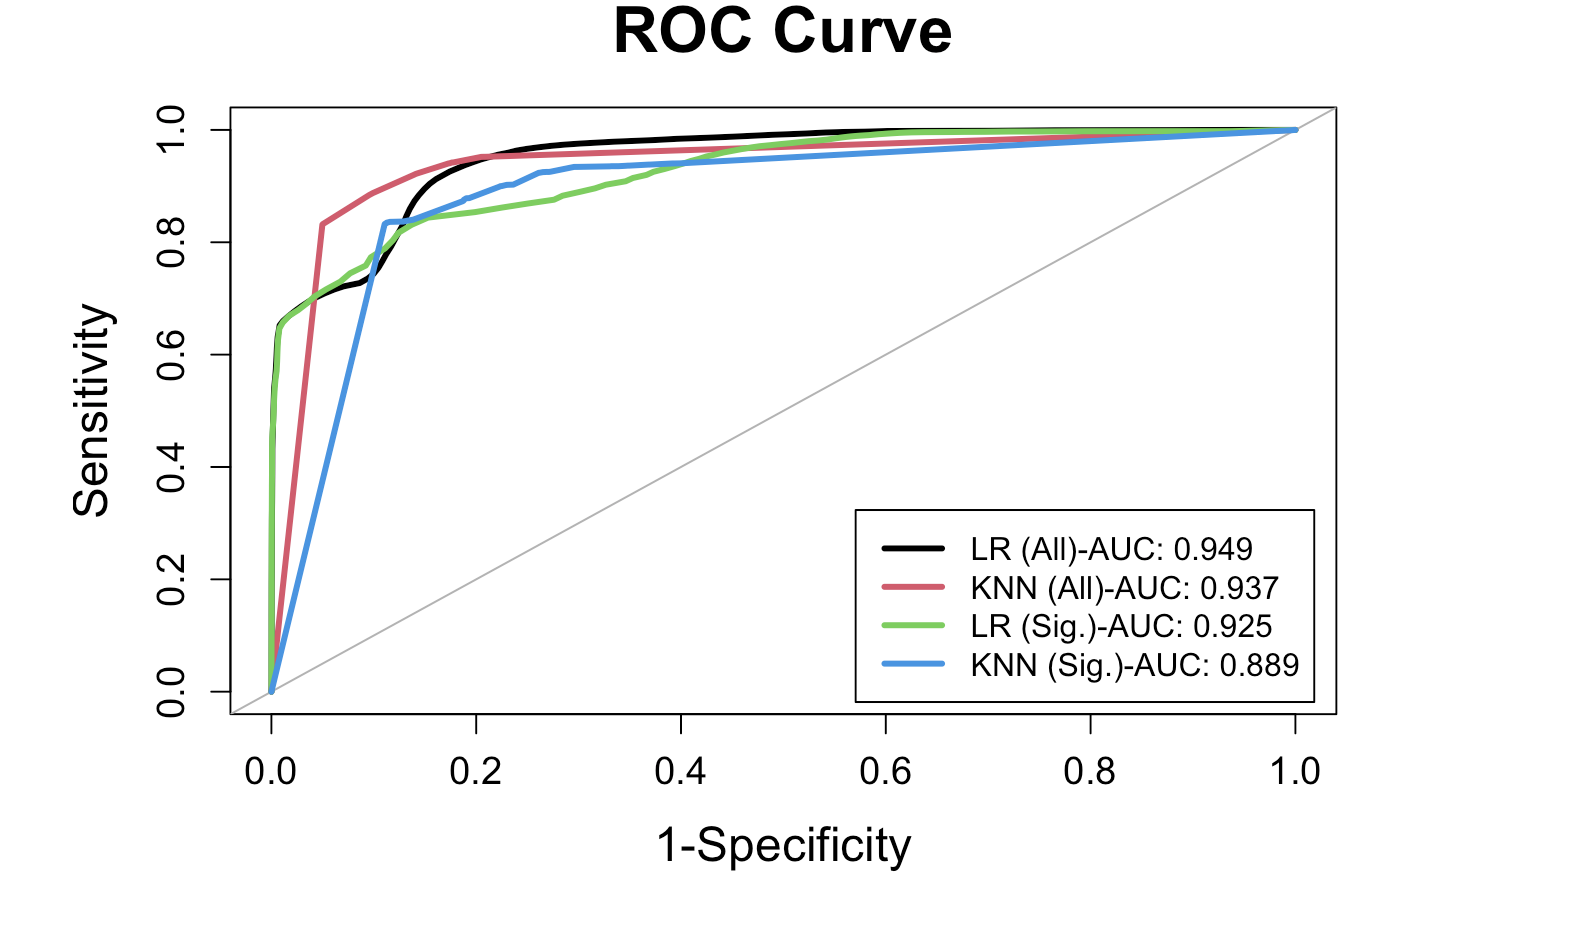 ROC Curve
1.0
0.8
0.6
0.4
0.2
0.0
Sensitivity
LR (All)-AUC: 0.949
KNN (All)-AUC: 0.937
LR (Sig.)-AUC: 0.925
KNN (Sig.)-AUC: 0.889
0.0 0.2 0.4 0.6 0.8 1.0
1-Specificity